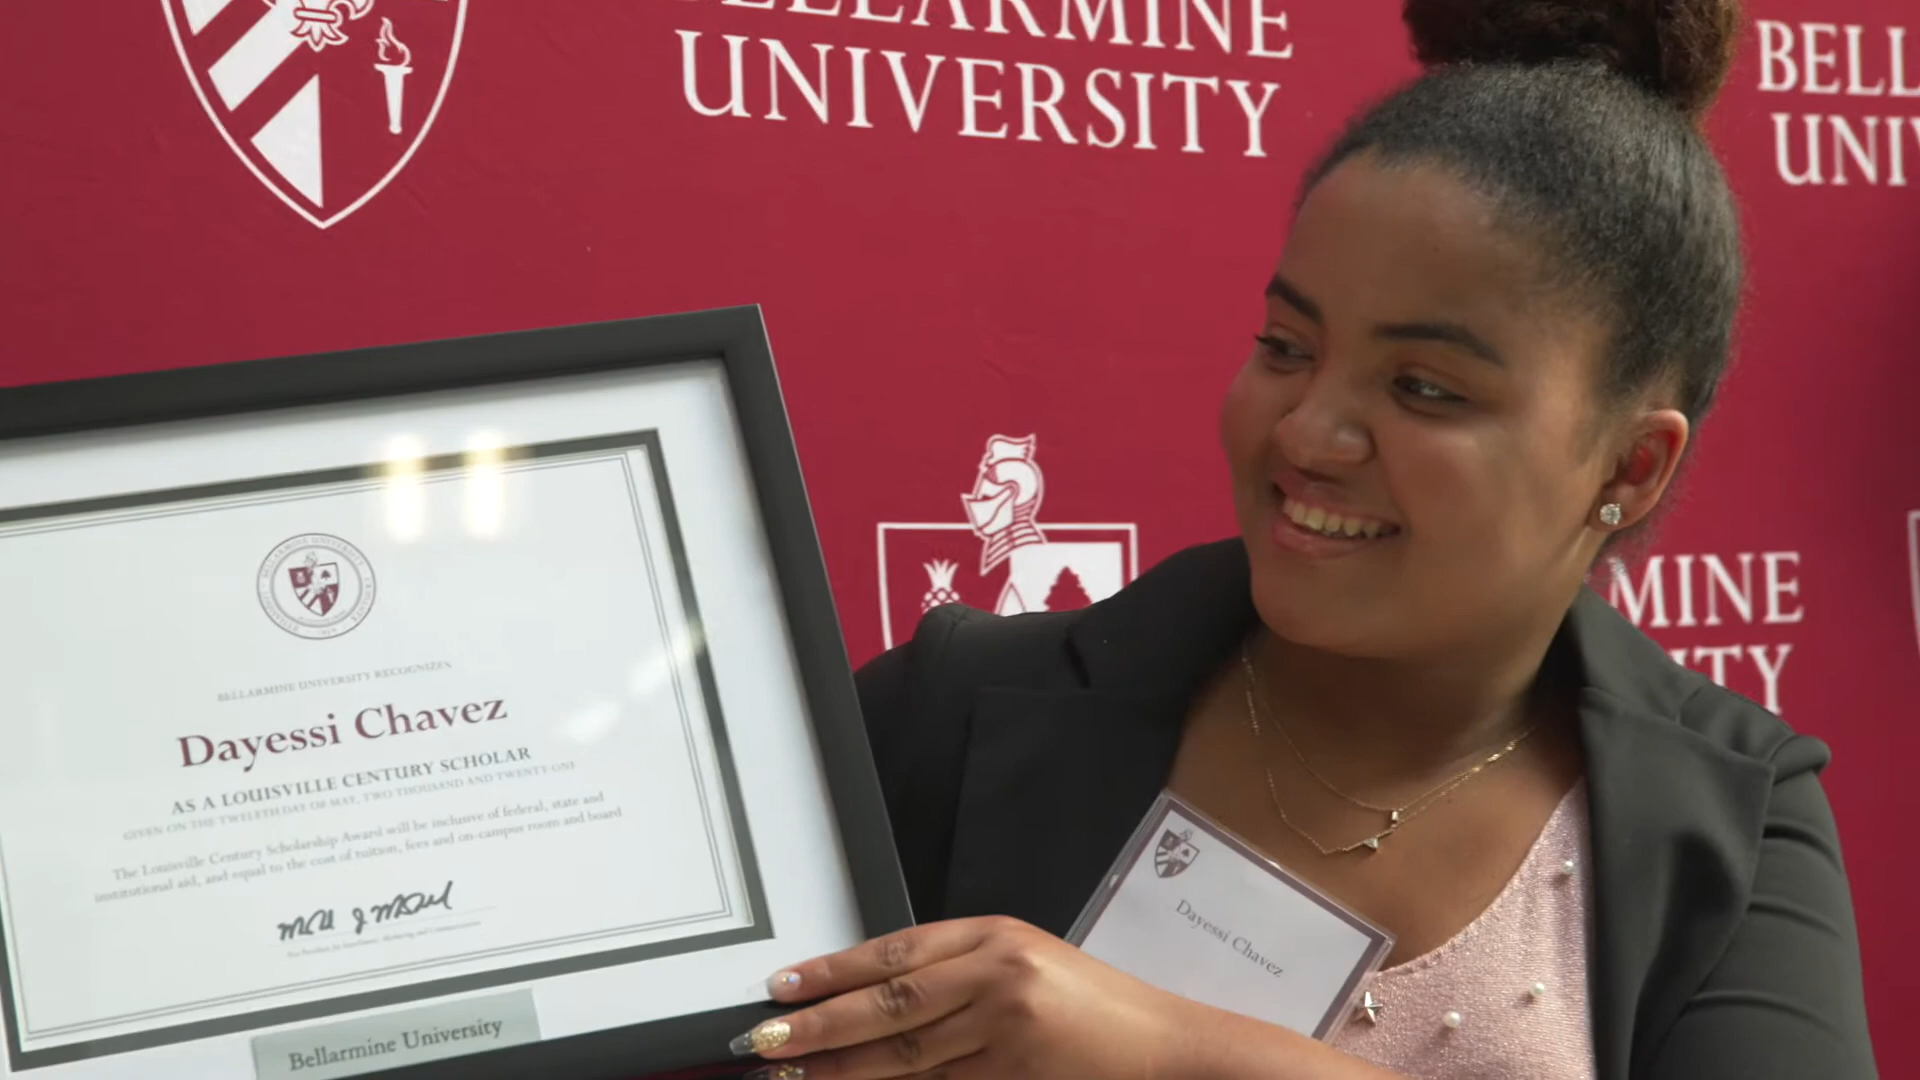 BELLARMINE
UNIVERSITY
BELL
UNIV
MINE
ITY
BELLARMINE UNIVERSITY RECOGNIZES
Dayessi Chavez
AS A LOUISVILLE CENTURY SCHOLAR
GIVEN ON THE TWELFTH DAY OF MAY, TWO THOUSAND AND TWENTY-ONE
The Louisville Century Scholarship Award will be inclusive of federal, state and
institutional aid, and equal to the cost of tuition, fees and on-campus room and board
Bellarmine University
Dayessi Chavez